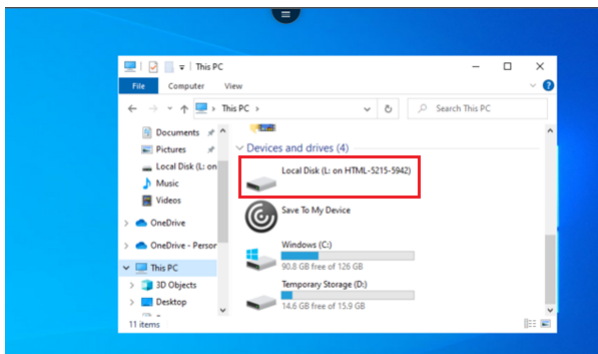 This PC
File Computer View
This PC
Search This PC
Documents
Pictures
Local Disk (L: on
Music
Videos
OneDrive
OneDrive - Person
This PC
3D Objects
Desktop
Devices and drives (4)
Local Disk (L: on HTML-5215-5942)
Save To My Device
Windows (C:)
90.8 GB free of 126 GB
Temporary Storage (D:)
14.6 GB free of 15.9 GB
11 items